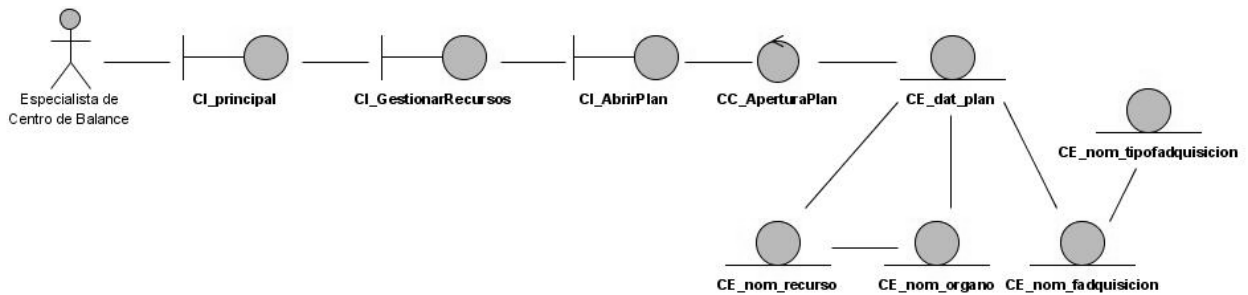 Especialista de
Centro de Balance
CI_principal
CI_GestionarRecursos
CI_AbrirPlan
CC_AperturaPlan
CE_dat_plan
CE_nom_tipofadquisicion
CE_nom_recurso
CE_nom_organo
CE_nom_fadquisicion